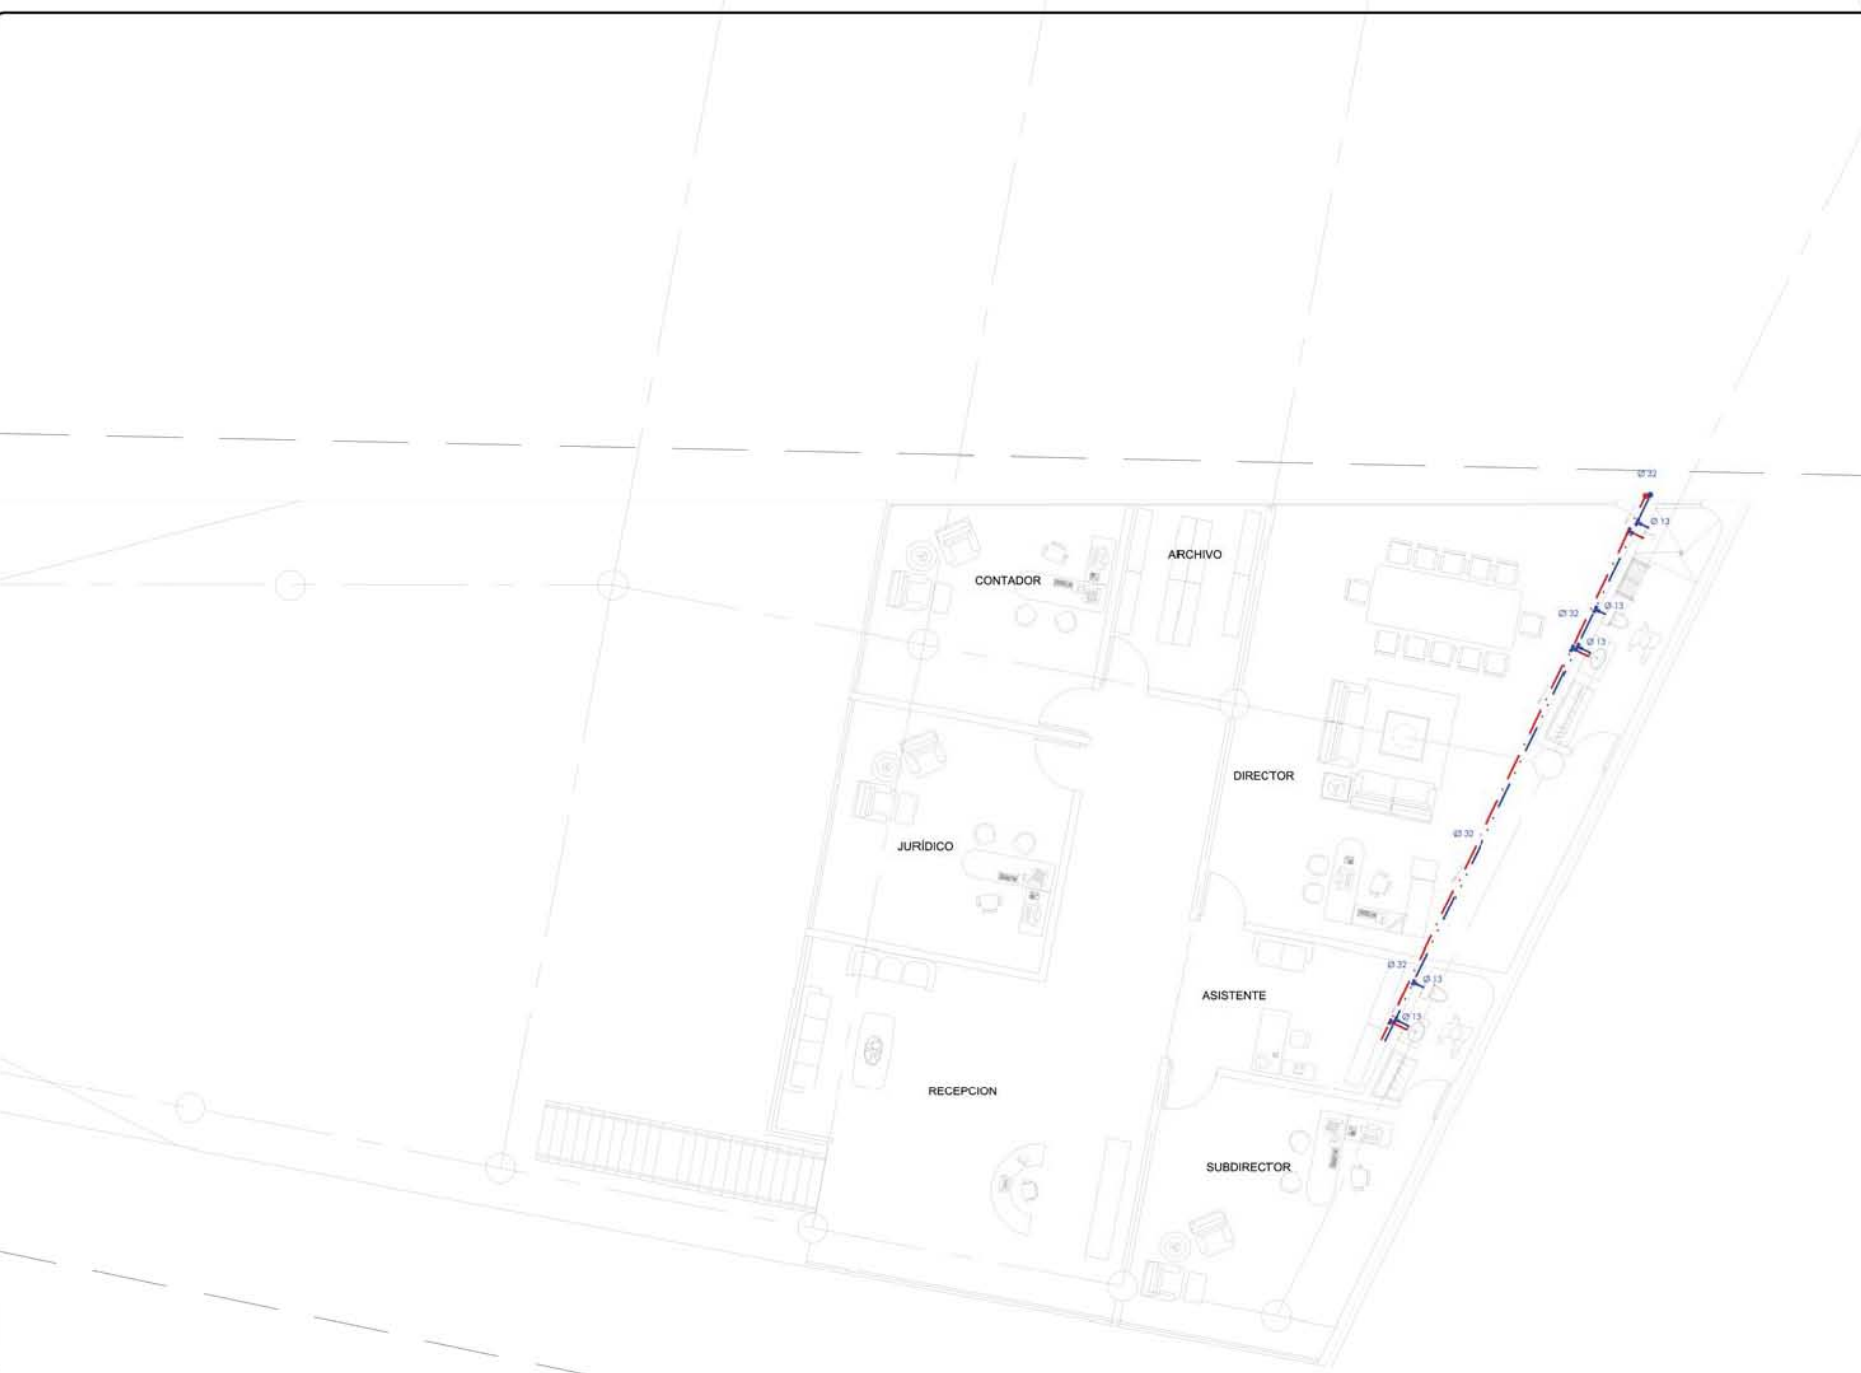 Ø 32
Ø 13
ARCHIVO
CONTADOR
Ø 32
Ø 13
Ø 13
DIRECTOR
Ø 32
JURÍDICO
Ø 32
Ø 13
ASISTENTE
Ø 13
RECEPCION
SUBDIRECTOR